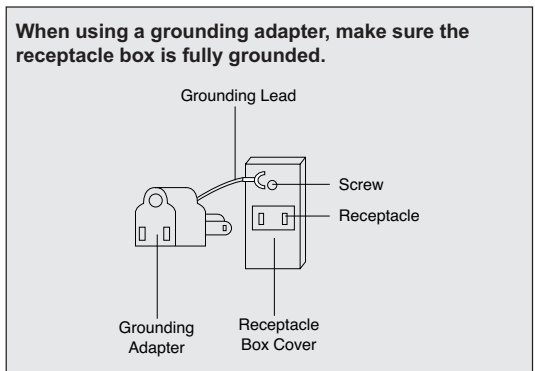 When using a grounding adapter, make sure the
receptacle box is fully grounded.
Grounding Lead
Screw
Receptacle
Grounding
Adapter
Receptacle
Box Cover